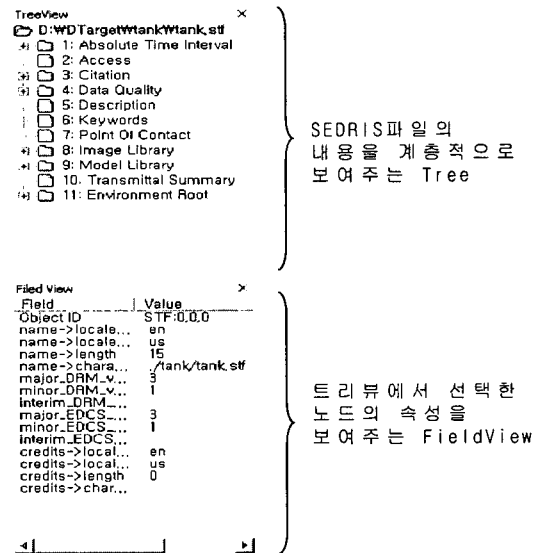 TreeView ×
D:₩DTarget₩tank₩tank.stf
1: Absolute Time Interval
2: Access
3: Citation
4: Data Quality
5: Description
6: Keywords
7: Point Of Contact
8: Image Library
9: Model Library
10: Transmittal Summary
11: Environment Root
SEDRIS파일의
내용을 계층적으로
보여주는 Tree
Filed View ×
Field Value
Object ID STF:0,0,0
name->locale... en
name->locale... us
name->length 15
name->chara... ./tank/tank.stf
major_DRM_v... 3
minor_DRM_v... 1
interim_DRM_...
major_EDCS_... 3
minor_EDCS_... 1
interim_EDCS_...
credits->local... en
credits->local... us
credits->length 0
credits->char...
트리뷰에서 선택한
노드의 속성을
보여주는 FieldView